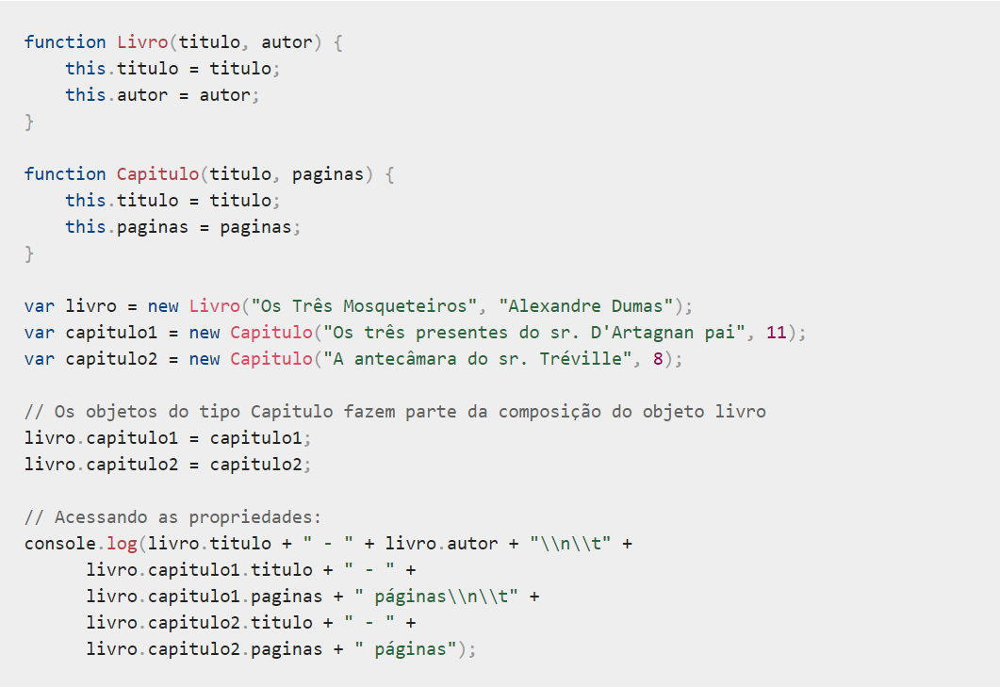 function Livro(titulo, autor) {
    this.titulo = titulo;
    this.autor = autor;
}

function Capitulo(titulo, paginas) {
    this.titulo = titulo;
    this.paginas = paginas;
}

var livro = new Livro("Os Três Mosqueteiros", "Alexandre Dumas");
var capitulo1 = new Capitulo("Os três presentes do sr. D'Artagnan pai", 11);
var capitulo2 = new Capitulo("A antecâmara do sr. Tréville", 8);

// Os objetos do tipo Capitulo fazem parte da composição do objeto livro
livro.capitulo1 = capitulo1;
livro.capitulo2 = capitulo2;

// Acessando as propriedades:
console.log(livro.titulo + " - " + livro.autor + "\\n\\t" +
      livro.capitulo1.titulo + " - " +
      livro.capitulo1.paginas + " páginas\\n\\t" +
      livro.capitulo2.titulo + " - " +
      livro.capitulo2.paginas + " páginas");